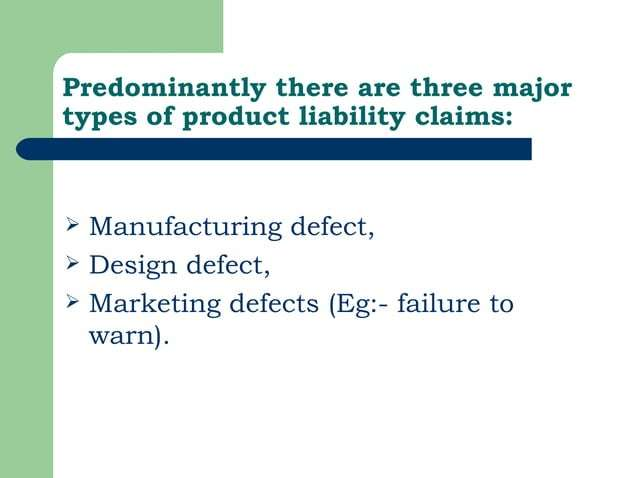 Predominantly there are three major
types of product liability claims:
➢ Manufacturing defect,
➢ Design defect,
➢ Marketing defects (Eg:- failure to
warn).